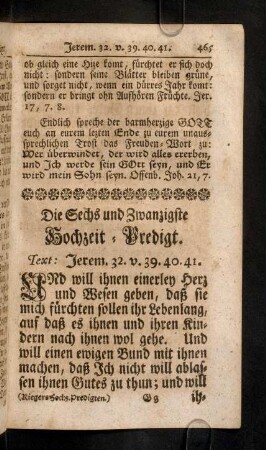 Jerem. 32. v. 39. 40. 41. 465
ob gleich eine Hize komt, fürchtet er sich doch
nicht: sondern seine Blätter bleiben grüne,
und sorget nicht, wenn ein dürres Jahr komt:
sondern er bringt ohn Aufhören Früchte. Jer.
17, 7. 8.
Endlich spreche der barmherzige GOTT
euch an eurem lezten Ende zu eurem unaus-
sprechlichen Trost das Freuden-Wort zu:
Wer überwindet, der wird alles ererben,
und Ich werde sein GOtt seyn, und Er
wird mein Sohn seyn. Offenb. Joh. 21, 7.
Die Sechs und Zwanzigste
Hochzeit-Predigt.
Text: Jerem. 32. v. 39. 40. 41.
UNd will ihnen einerley Herz
und Wesen geben, daß sie
mich fürchten sollen ihr Lebenlang,
auf daß es ihnen und ihren Kin-
dern nach ihnen wol gehe. Und
will einen ewigen Bund mit ihnen
machen, daß Ich nicht will ablas-
sen ihnen Gutes zu thun; und will
(Riegers Hochz. Predigten.) Gg ih-